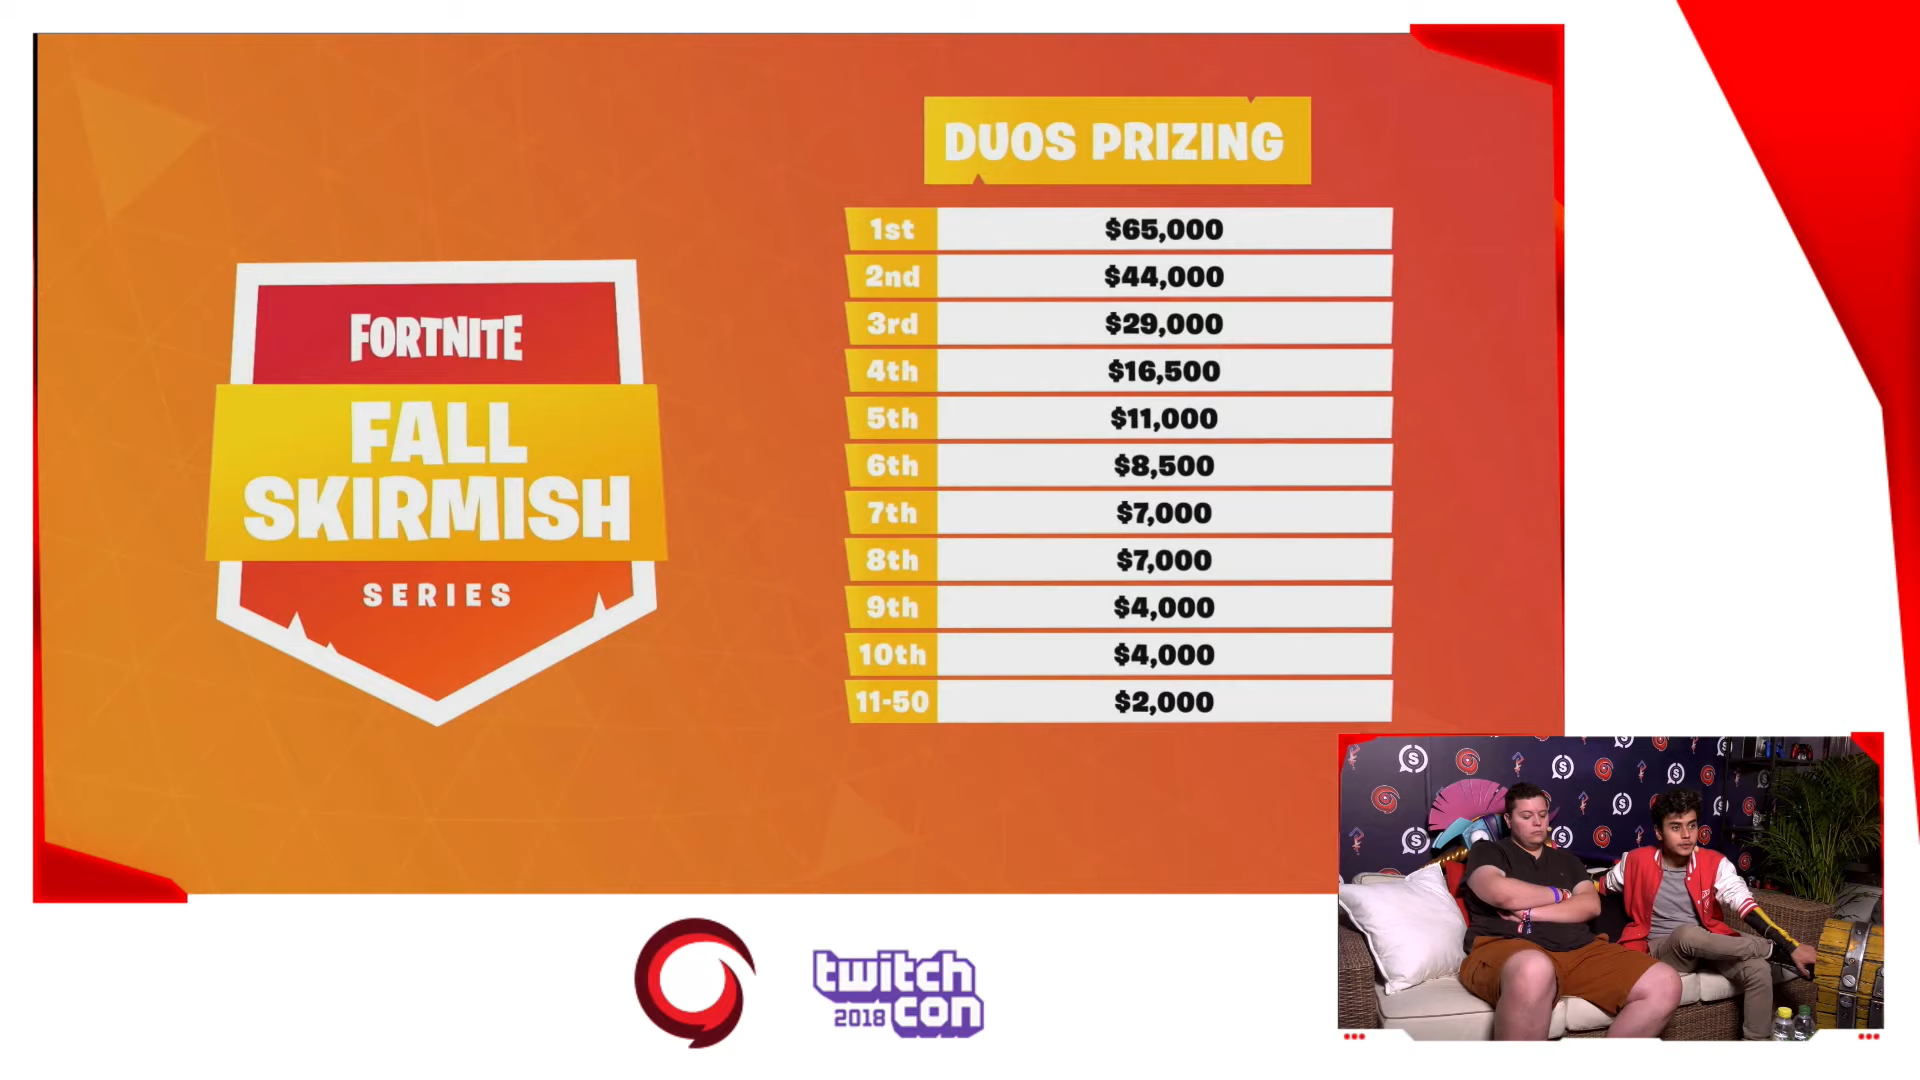 FORTNITE
FALL
SKIRMISH
SERIES
DUOS PRIZING
1st $65,000
2nd $44,000
3rd $29,000
4th $16,500
5th $11,000
6th $8,500
7th $7,000
8th $7,000
9th $4,000
10th $4,000
11-50 $2,000
twitch
2018 con